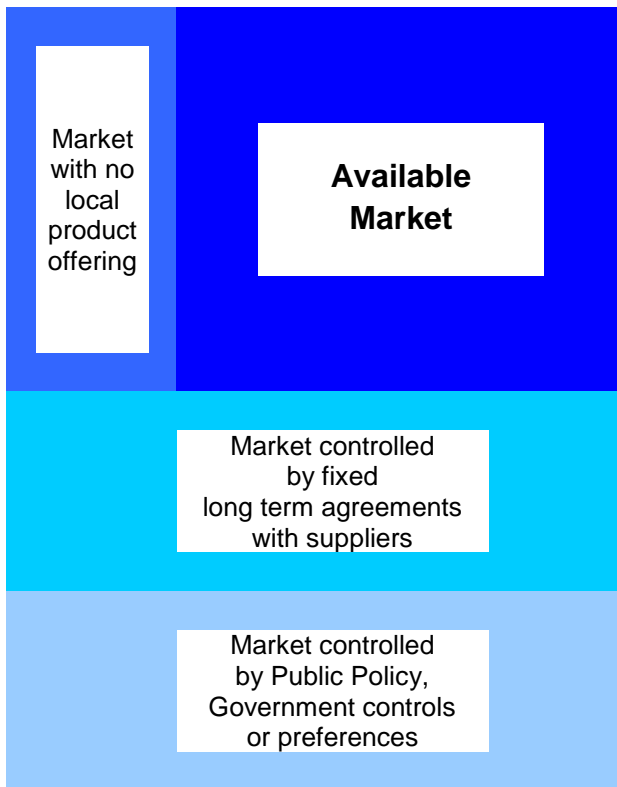 Market
with no
local
product
offering
Available
Market
Market controlled
by fixed
long term agreements
with suppliers
Market controlled
by Public Policy,
Government controls
or preferences